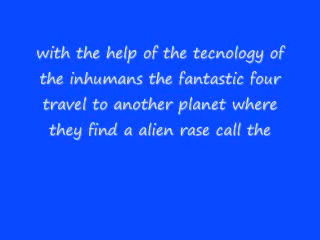 with the help of the tecnology of
the inhumans the fantastic four
travel to another planet where
they find a alien rase call the